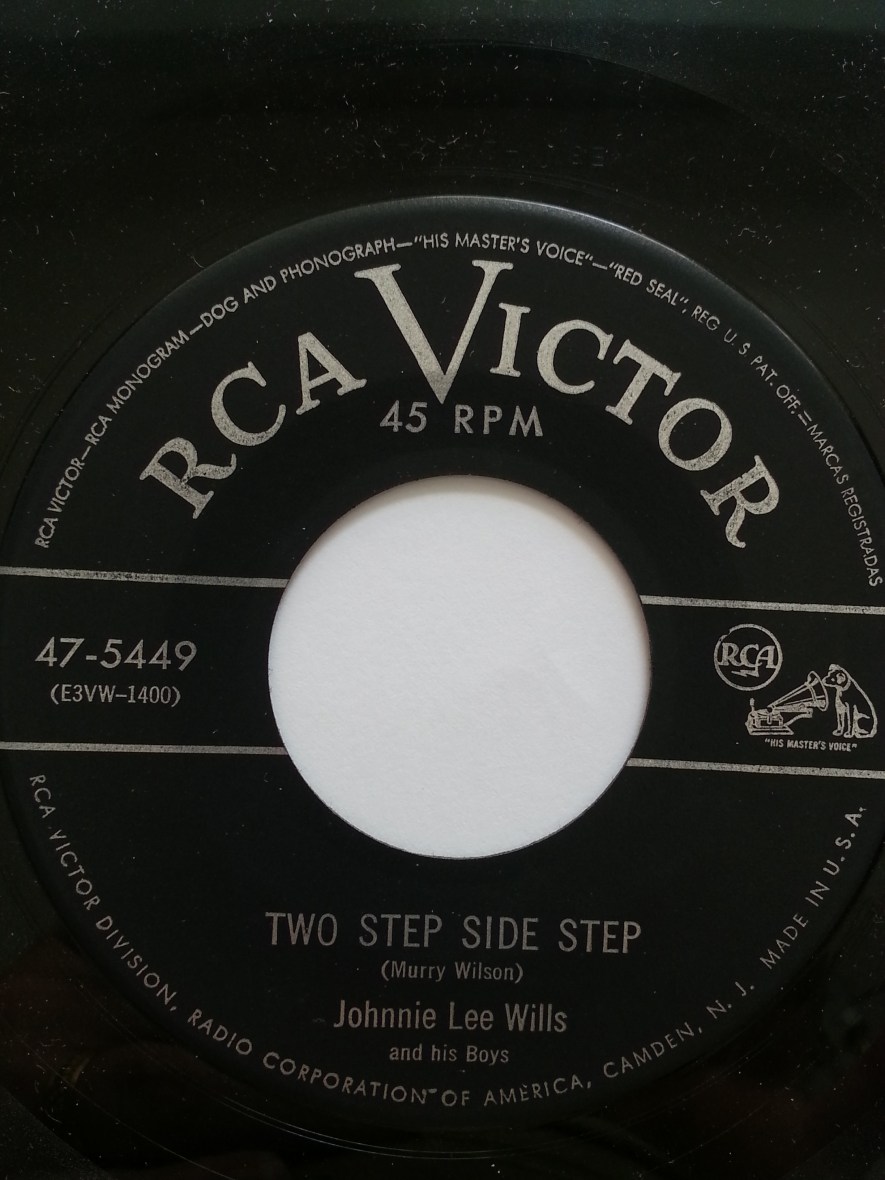 RCA VICTOR—RCA MONOGRAM—DOG AND PHONOGRAPH—"HIS MASTER'S VOICE"—"RED SEAL", REG U.S. PAT. OFF.=MARCAS REGISTRADAS
RCA VICTOR
45 RPM
47-5449
(E3VW-1400)
RCA
"HIS MASTER'S VOICE"
TWO STEP SIDE STEP
(Murry Wilson)
Johnnie Lee Wills
and his Boys
RCA VICTOR DIVISION, RADIO CORPORATION OF AMERICA, CAMDEN, N. J. MADE IN U.S.A.